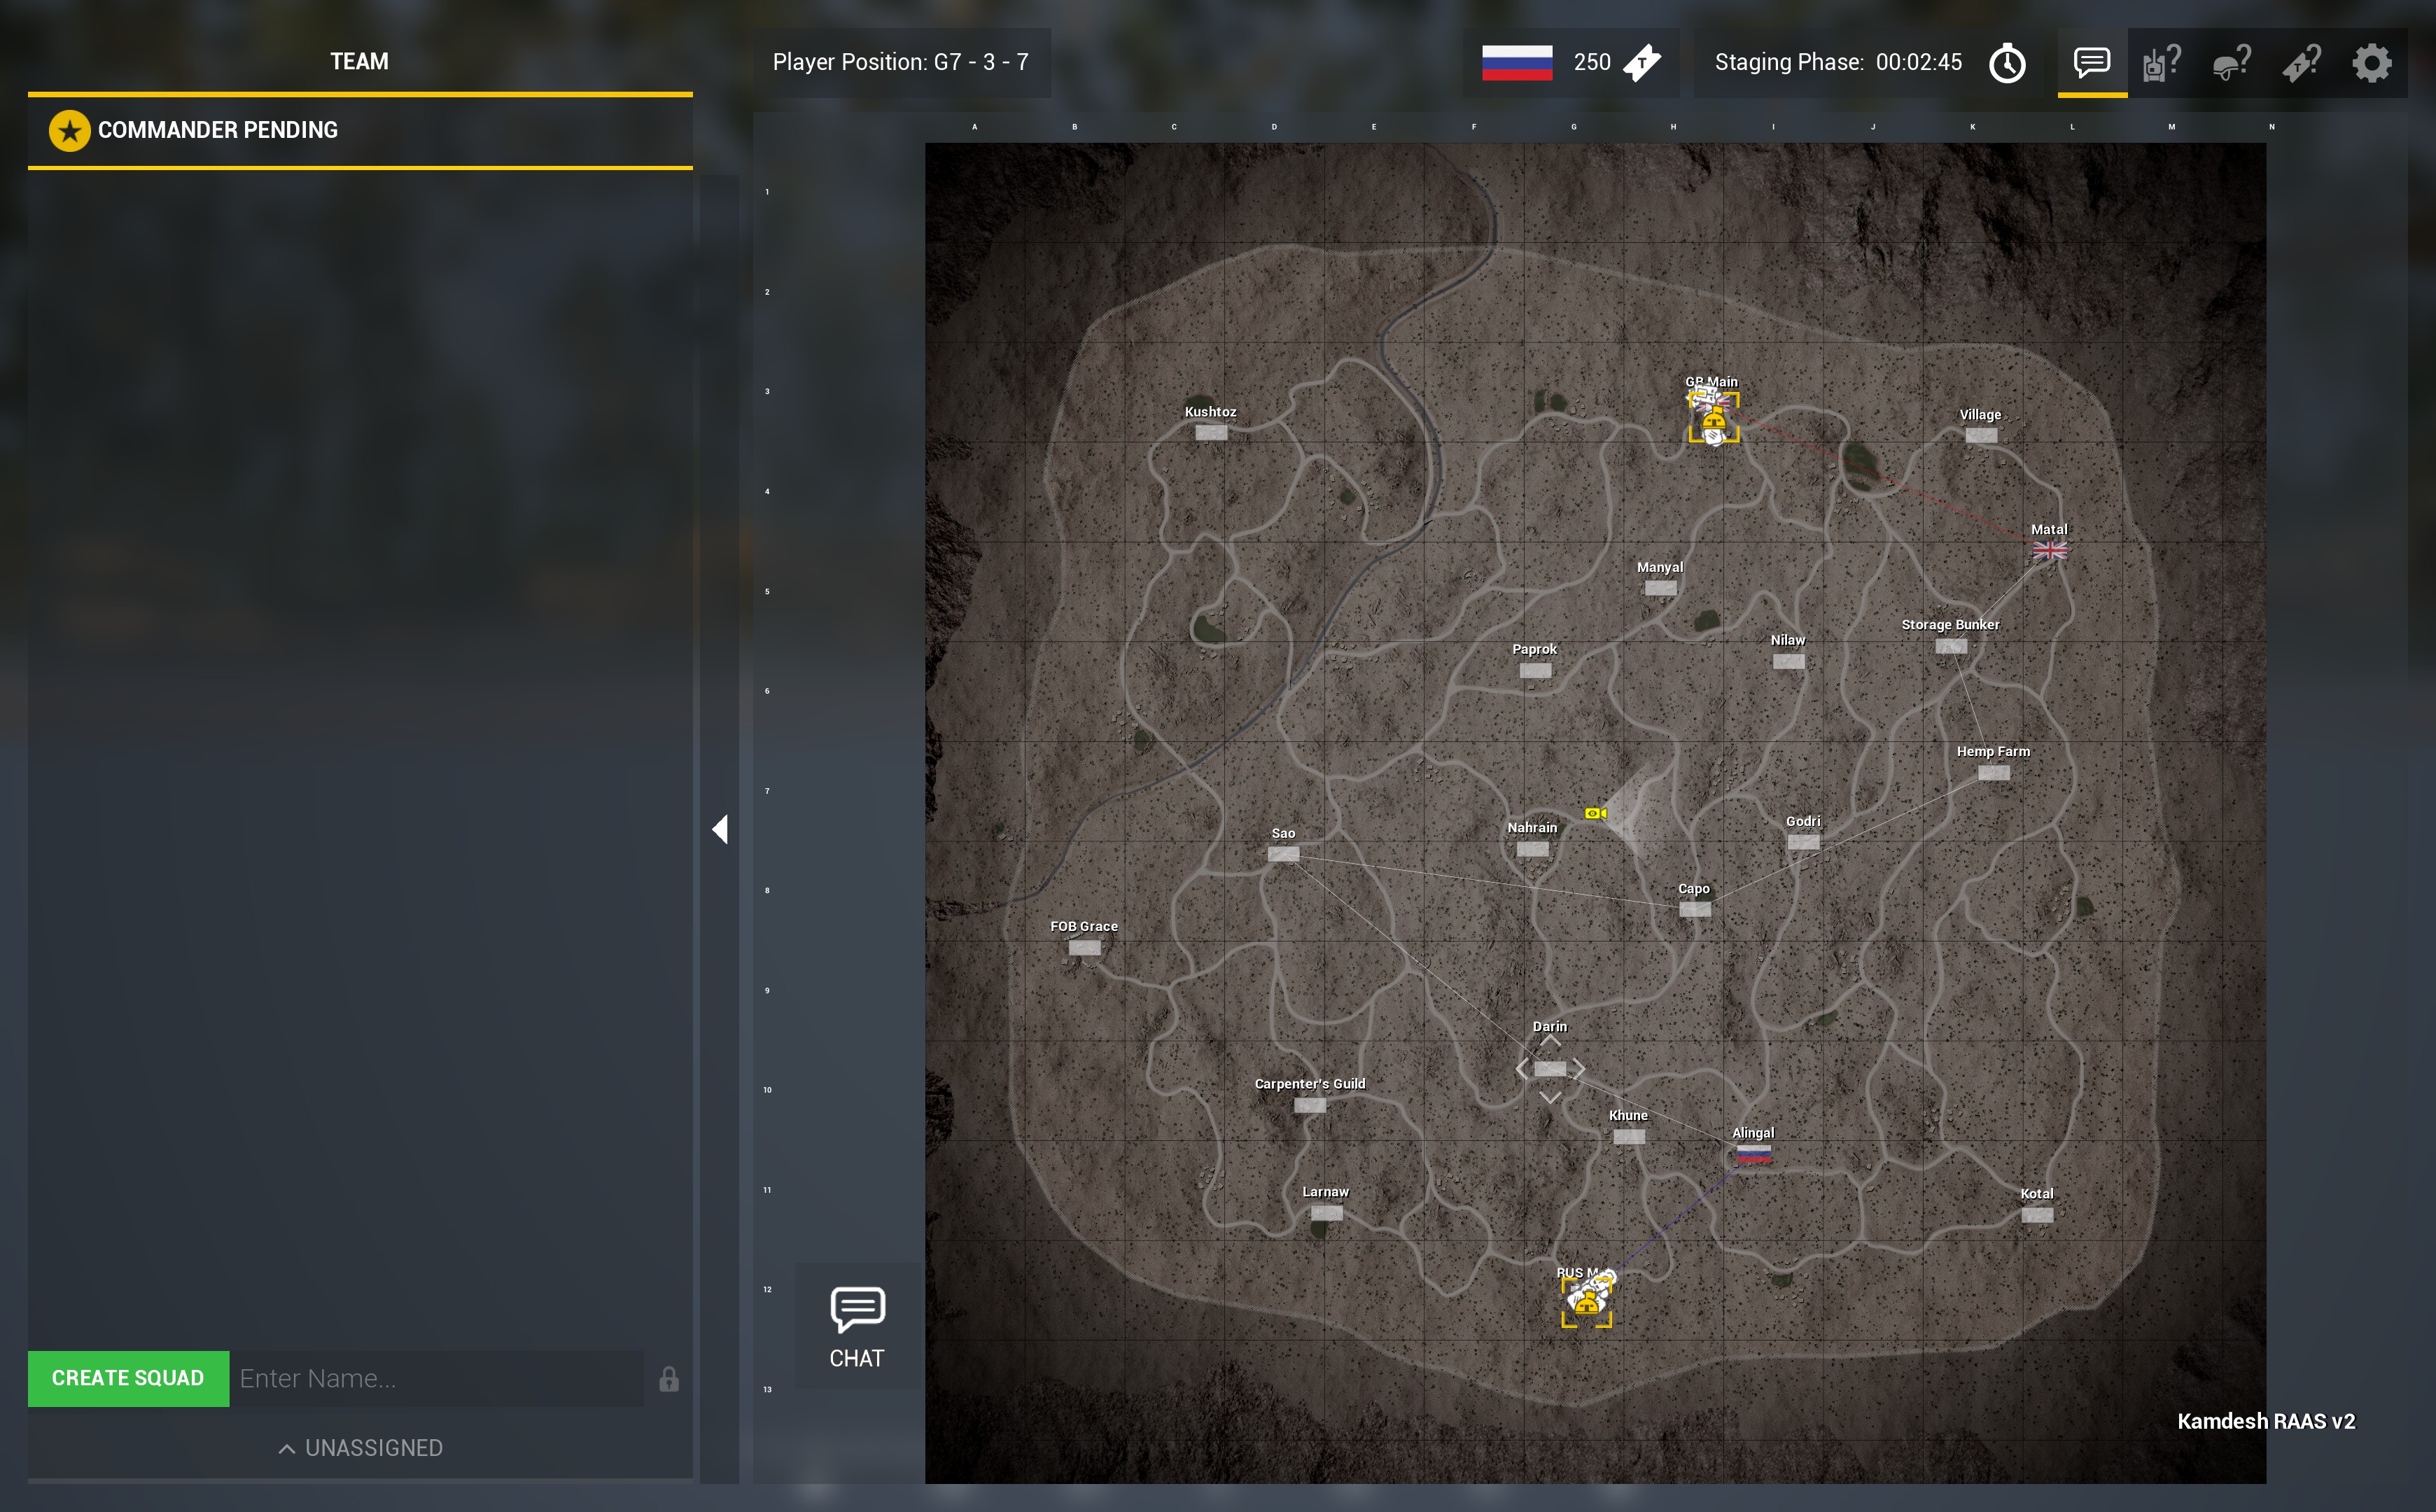 TEAM
Player Position: G7 - 3 - 7
250
T
Staging Phase: 00:02:45
COMMANDER PENDING
A B C D E F G H I J K L M N
1
2
3
4
5
6
7
8
9
10
11
12
13
GB Main
Kushtoz
Village
Matal
Manyal
Storage Bunker
Nilaw
Paprok
Hemp Farm
Godri
Nahrain
Sao
Capo
FOB Grace
Darin
Carpenter's Guild
Khune
Alingal
Larnaw
Kotal
RUS
CHAT
CREATE SQUAD
Enter Name...
Kamdesh RAAS v2
UNASSIGNED